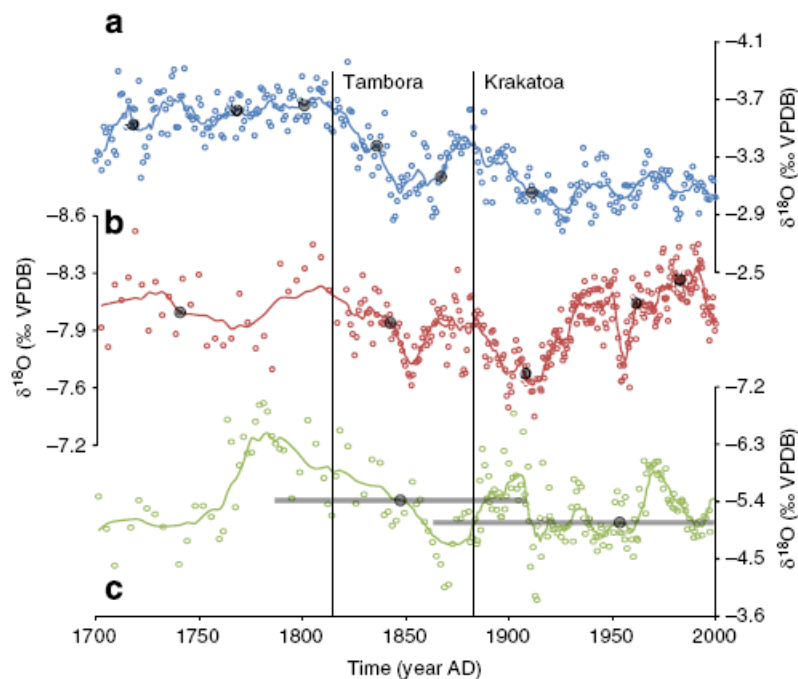 a
Tambora
Krakatoa
−4.1
−3.7
−3.3
−2.9
−2.5
δ18O (‰ VPDB)
b
−8.6
−8.3
−7.9
−7.6
−7.2
δ18O (‰ VPDB)
−7.2
−6.3
−5.4
−4.5
−3.6
δ18O (‰ VPDB)
c
1700 1750 1800 1850 1900 1950 2000
Time (year AD)